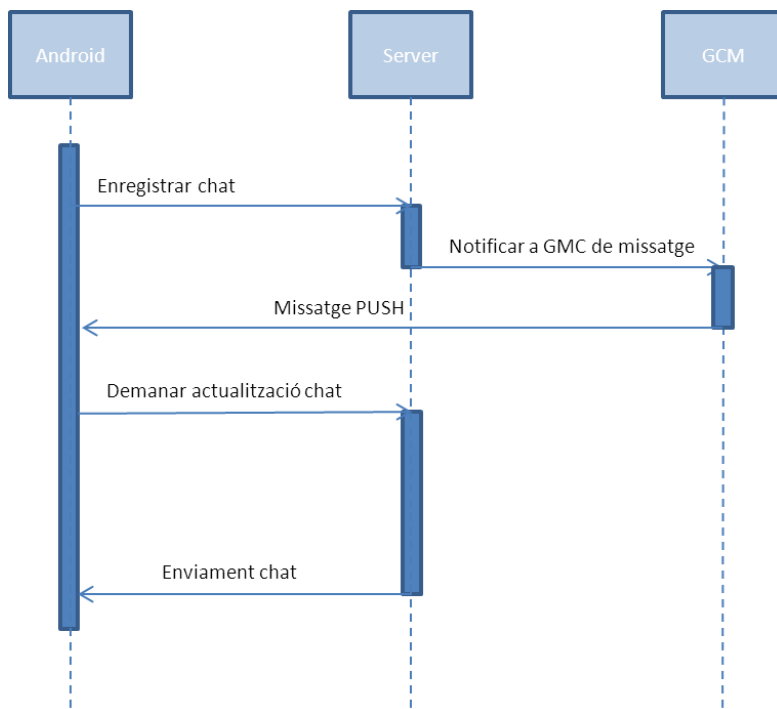 Android
Server
GCM
Enregistrar chat
Notificar a GMC de missatge
Missatge PUSH
Demanar actualització chat
Enviament chat